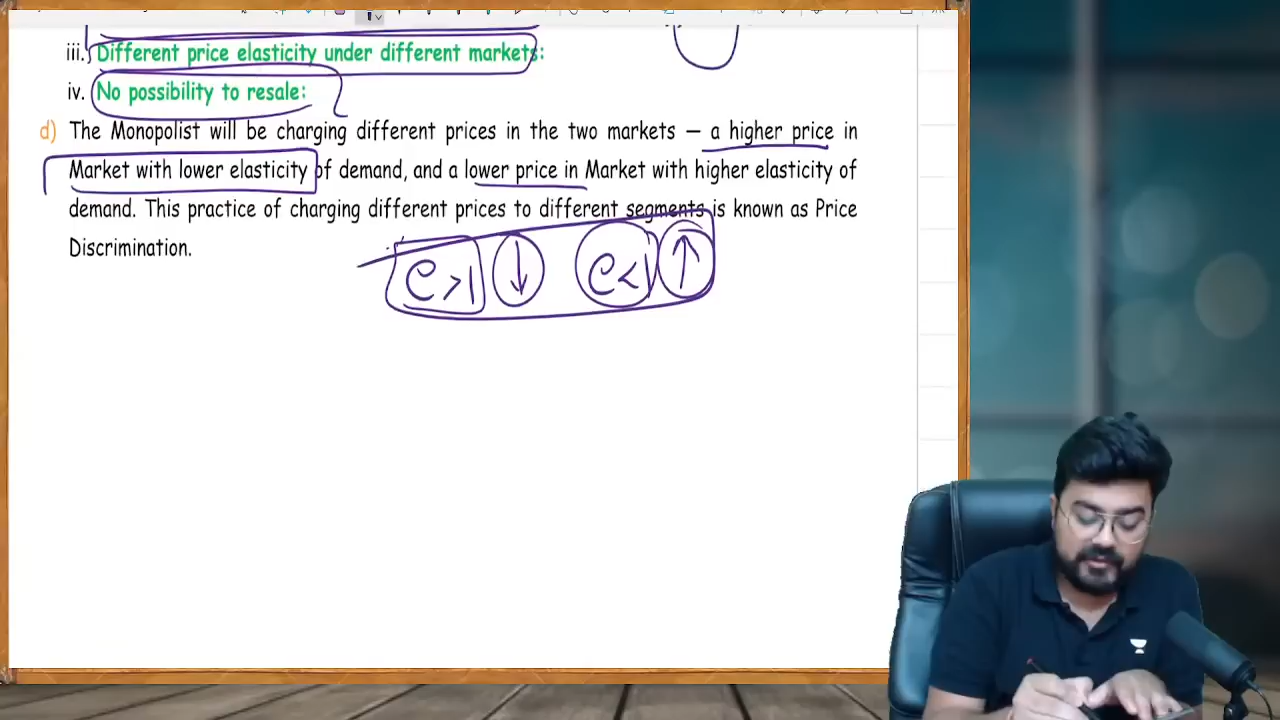 iii. Different price elasticity under different markets:
iv. No possibility to resale:
d) The Monopolist will be charging different prices in the two markets – a higher price in
Market with lower elasticity of demand, and a lower price in Market with higher elasticity of
demand. This practice of charging different prices to different segments is known as Price
Discrimination.
e>1 ↓ e<1 ↑